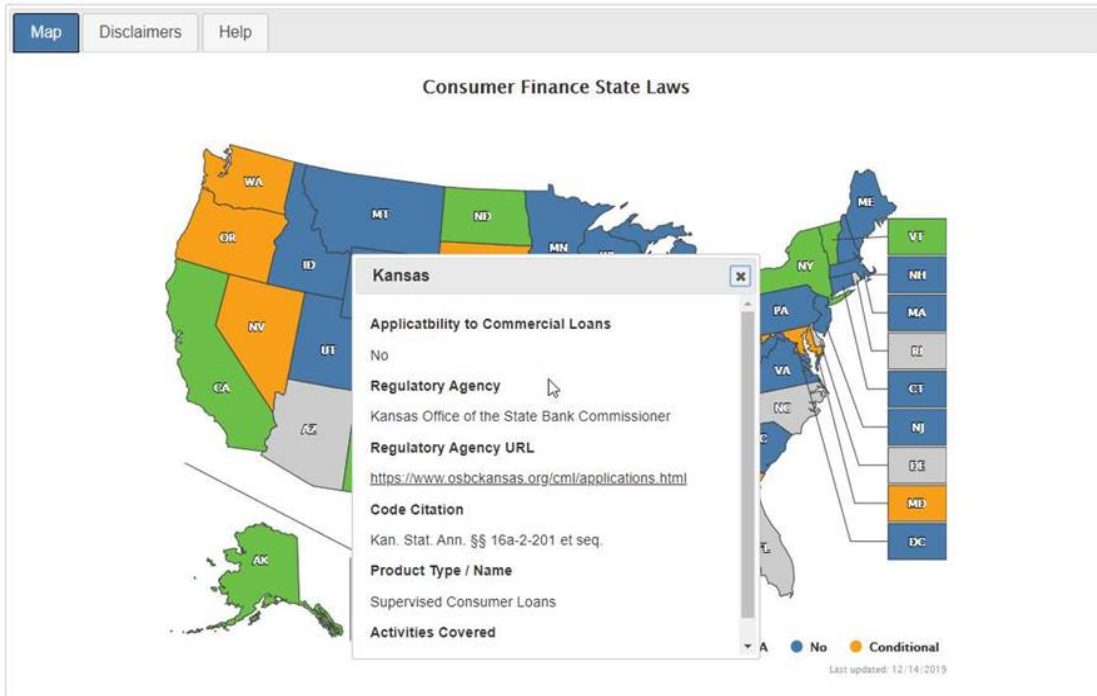 Map Disclaimers Help
Consumer Finance State Laws
WA
MT
ND
ME
OR
ID
MN
VT
NY
NH
NV
UT
PA
MA
RI
CA
VA
CT
AZ
NC
NJ
DE
MD
DC
AK
Kansas
Applicatbility to Commercial Loans
No
Regulatory Agency
Kansas Office of the State Bank Commissioner
Regulatory Agency URL
https://www.osbckansas.org/cml/applications.html
Code Citation
Kan. Stat. Ann. §§ 16a-2-201 et seq.
Product Type / Name
Supervised Consumer Loans
Activities Covered
No Conditional
Last updated: 12/14/2019